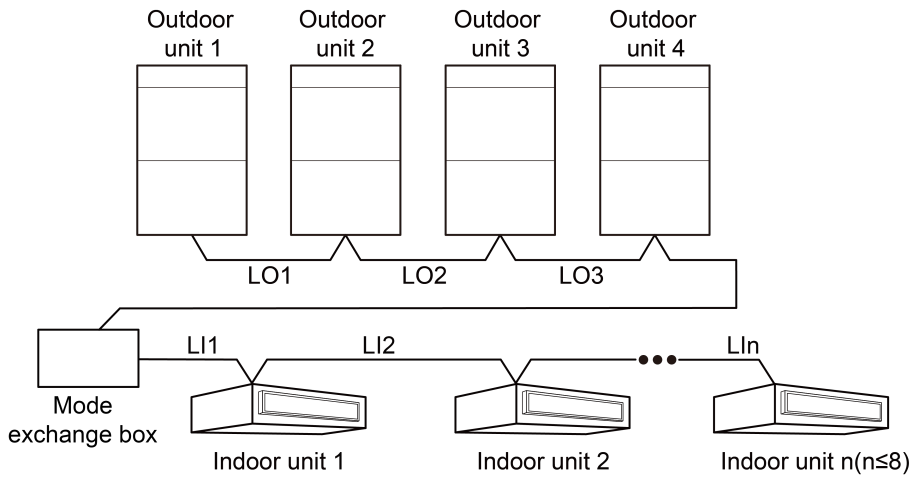 Outdoor unit 1
Outdoor unit 2
Outdoor unit 3
Outdoor unit 4
LO1
LO2
LO3
LI1
LI2
LIn
Mode
exchange box
Indoor unit 1
Indoor unit 2
Indoor unit n(n≤8)